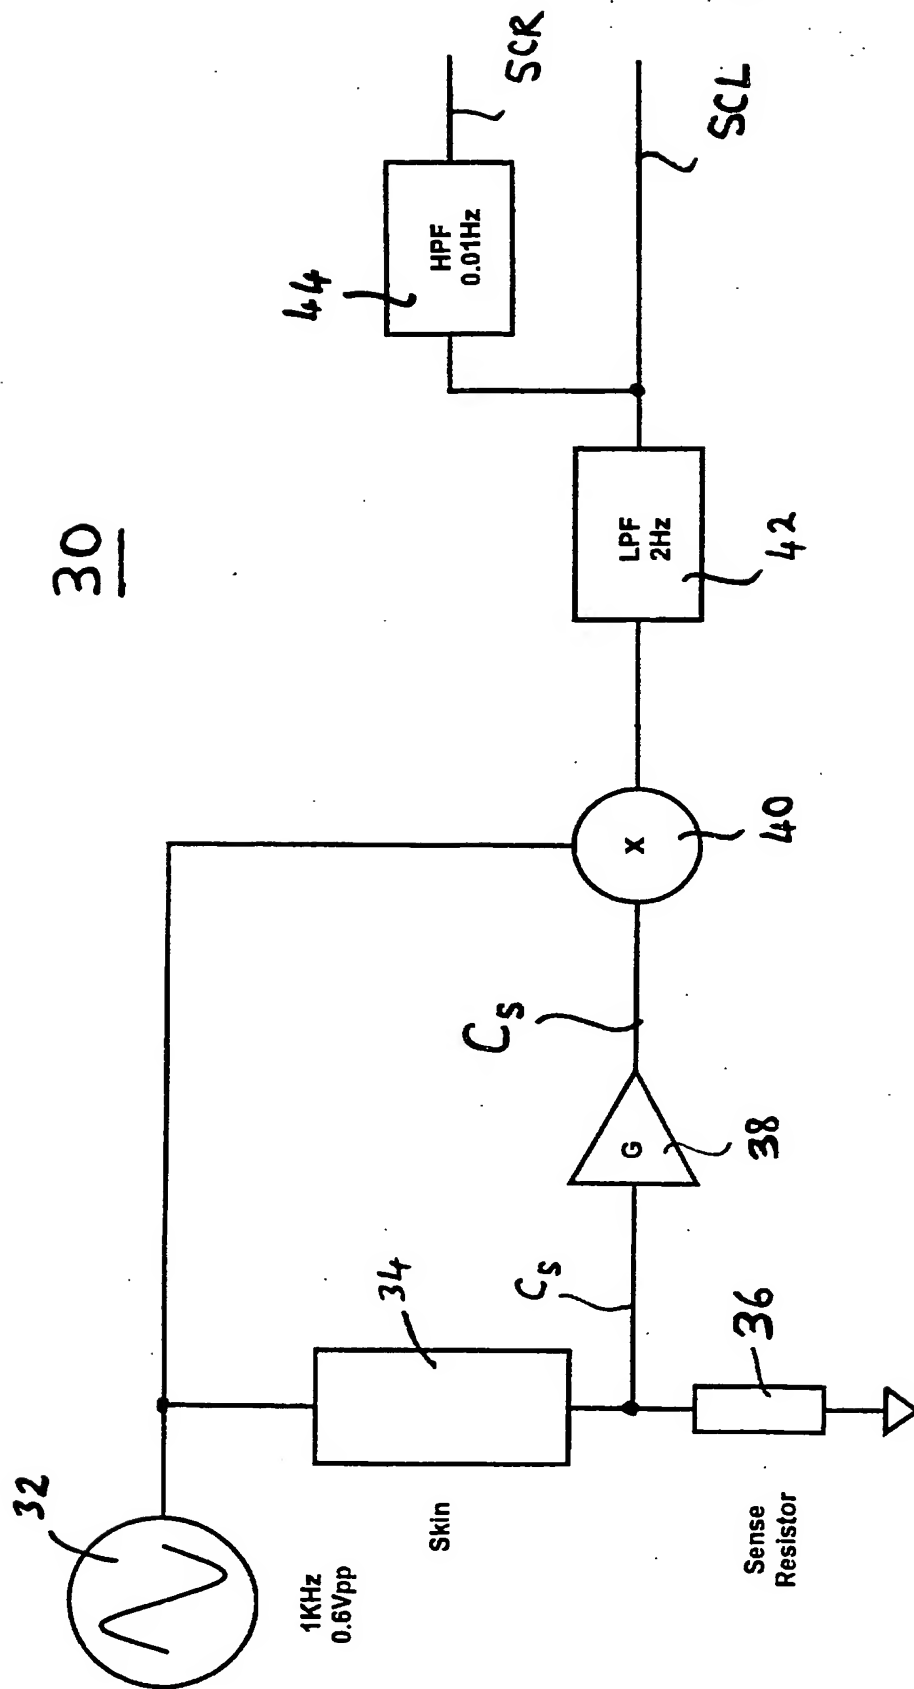 30
32
1KHz
0.6Vpp
Skin
34
Sense
Resistor
36
Cs
G
38
Cs
X
40
LPF
2Hz
42
HPF
0.01Hz
44
SCR
SCL